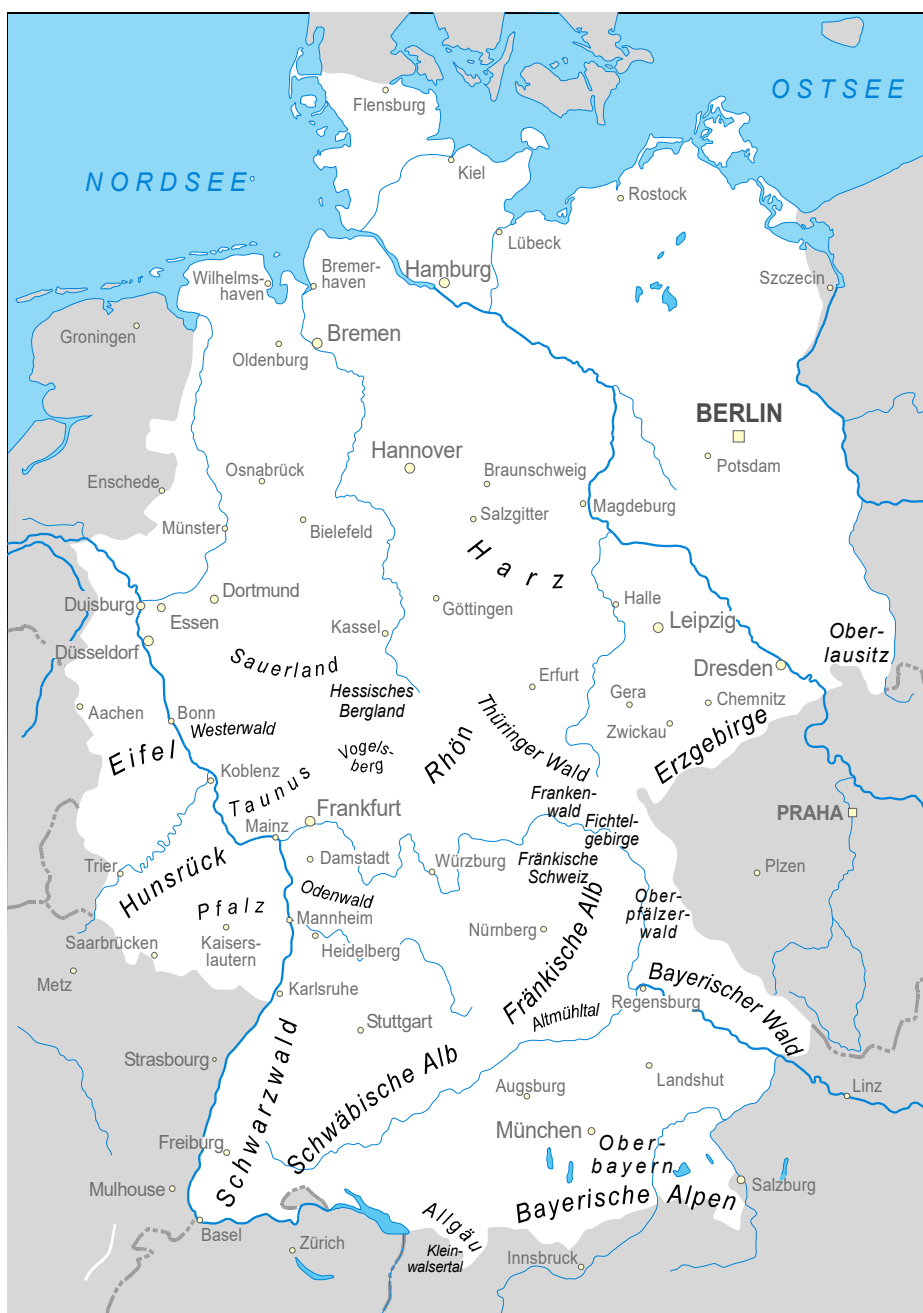 OSTSEE
Flensburg
Kiel
NORDSEE
Rostock
Lübeck
Hamburg
Bremer-
haven
Wilhelms-
haven
Szczecin
Groningen
Bremen
Oldenburg
BERLIN
Potsdam
Hannover
Osnabrück
Braunschweig
Enschede
Magdeburg
Salzgitter
Münster
Bielefeld
Harz
Dortmund
Duisburg
Essen
Göttingen
Halle
Leipzig
Kassel
Düsseldorf
Ober-
lausitz
Sauerland
Dresden
Erfurt
Hessisches
Bergland
Gera
Chemnitz
Aachen
Bonn
Westerwald
Zwickau
Thüringer Wald
Erzgebirge
Eifel
Vogels-
berg
Rhön
Koblenz
Taunus
Franken-
wald
Frankfurt
Fichtel-
gebirge
PRAHA
Mainz
Damstadt
Würzburg
Fränkische
Schweiz
Trier
Plzen
Hunsrück
Odenwald
Pfalz
Mannheim
Ober-
pfälzer-
wald
Fränkische Alb
Nürnberg
Saarbrücken
Kaisers-
lautern
Heidelberg
Metz
Karlsruhe
Regensburg
Bayerischer Wald
Altmühltal
Stuttgart
Strasbourg
Schwarzwald
Schwäbische Alb
Landshut
Augsburg
Linz
München
Freiburg
Ober-
bayern
Mulhouse
Salzburg
Bayerische Alpen
Allgäu
Basel
Zürich
Klein-
walsertal
Innsbruck